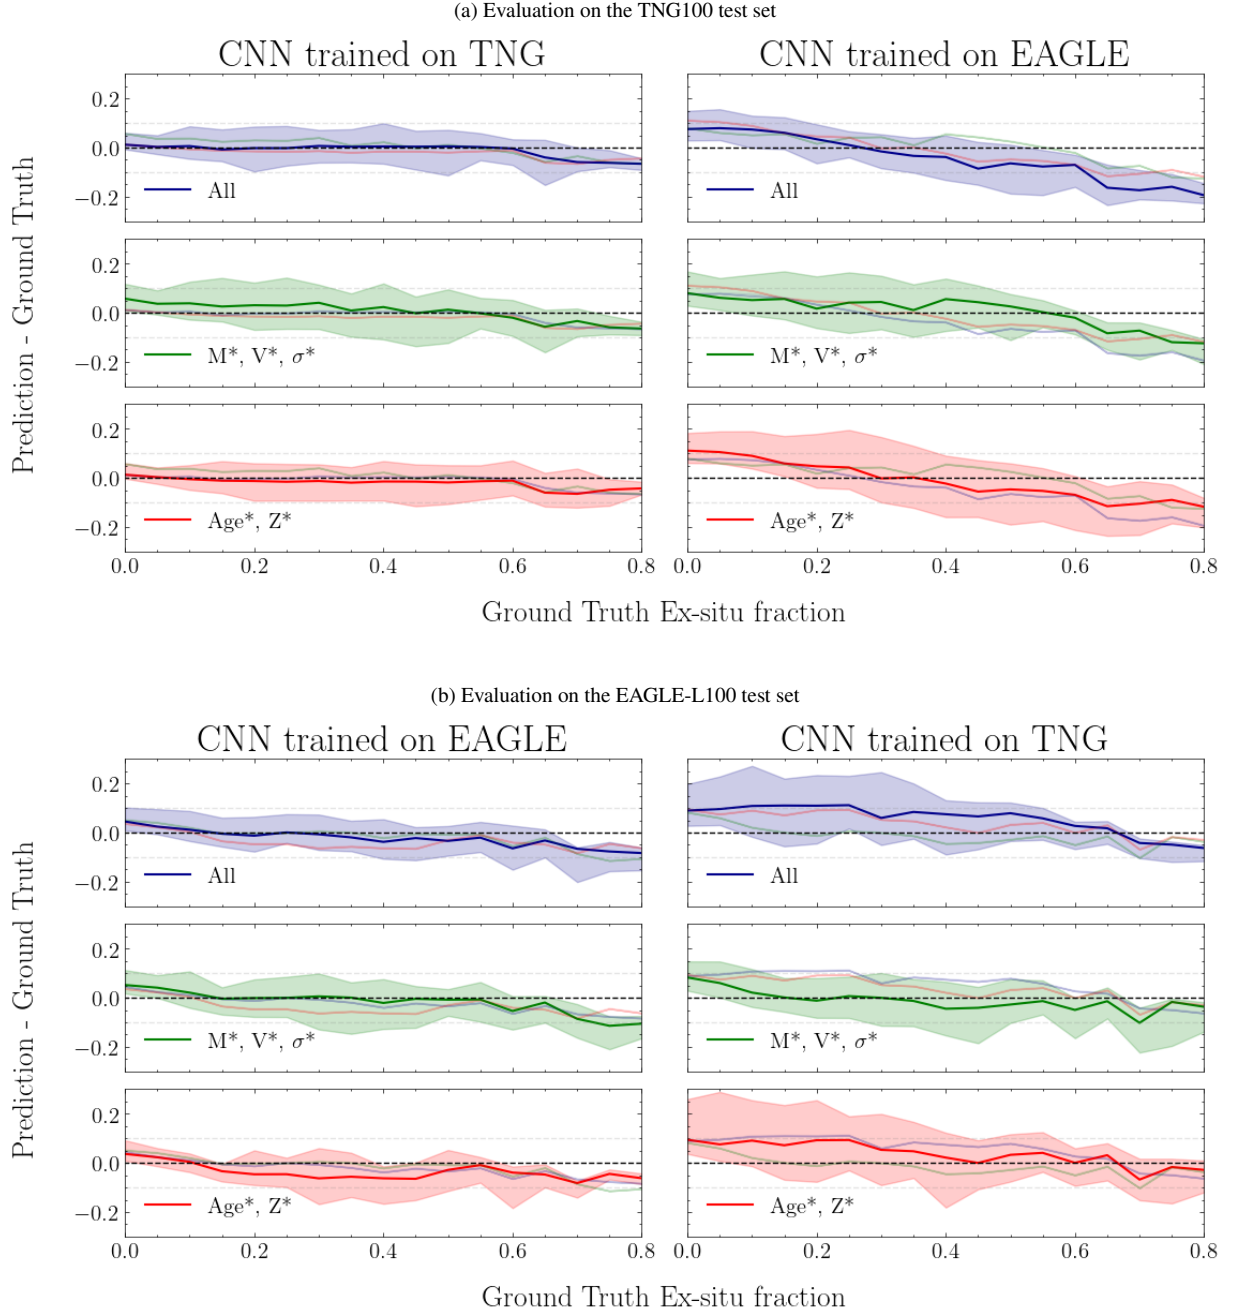 (a) Evaluation on the TNG100 test set
CNN trained on TNG
CNN trained on EAGLE
Prediction - Ground Truth
0.2
0.0
−0.2
All
All
0.2
0.0
−0.2
M*, V*, σ*
M*, V*, σ*
0.2
0.0
−0.2
Age*, Z*
Age*, Z*
0.0 0.2 0.4 0.6 0.8
0.0 0.2 0.4 0.6 0.8
Ground Truth Ex-situ fraction
(b) Evaluation on the EAGLE-L100 test set
CNN trained on EAGLE
CNN trained on TNG
Prediction - Ground Truth
0.2
0.0
−0.2
All
All
0.2
0.0
−0.2
M*, V*, σ*
M*, V*, σ*
0.2
0.0
−0.2
Age*, Z*
Age*, Z*
0.0 0.2 0.4 0.6 0.8
0.0 0.2 0.4 0.6 0.8
Ground Truth Ex-situ fraction